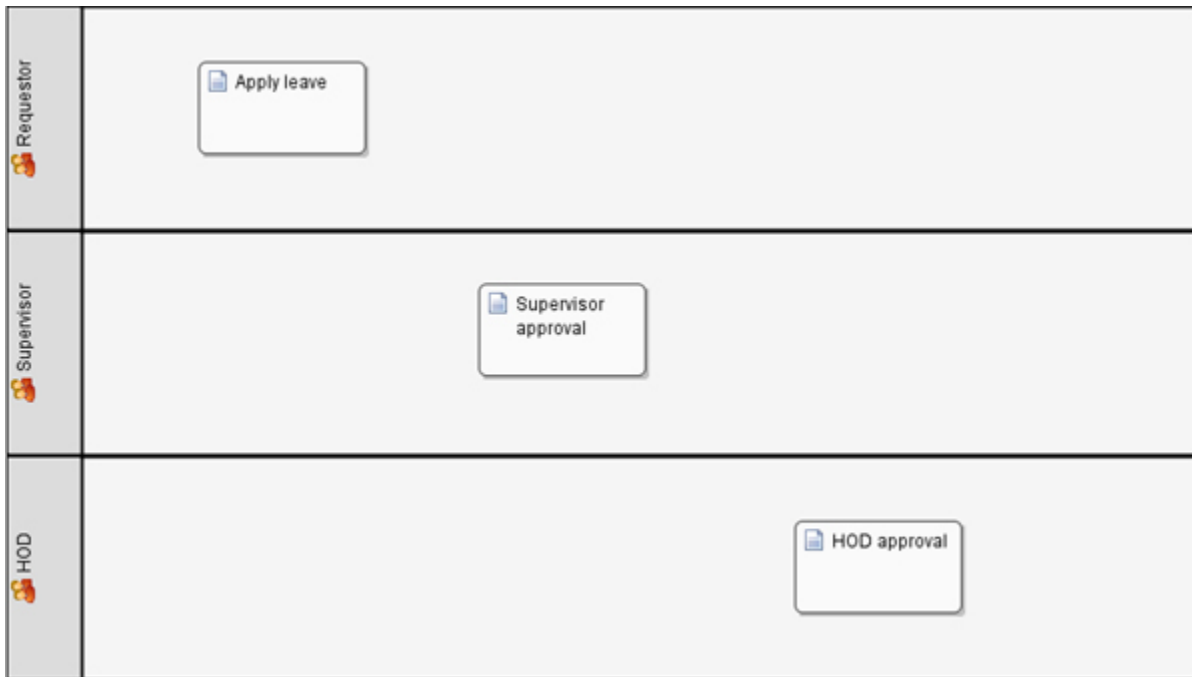 Requestor
Apply leave
Supervisor
Supervisor
approval
HOD
HOD approval